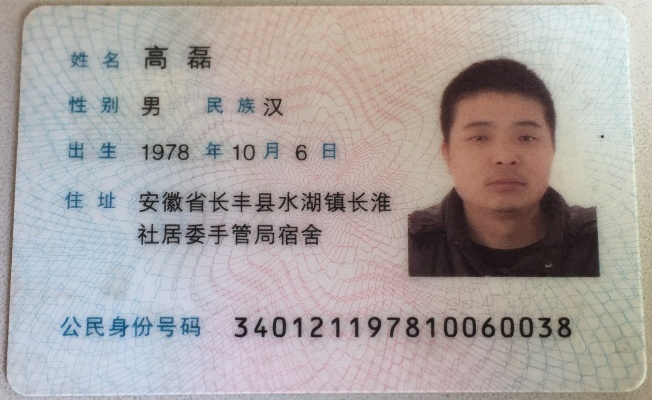 姓名 高磊
性别 男 民族 汉
出生 1978 年 10 月 6 日
住址 安徽省长丰县水湖镇长淮
社居委手管局宿舍
公民身份号码 340121197810060038